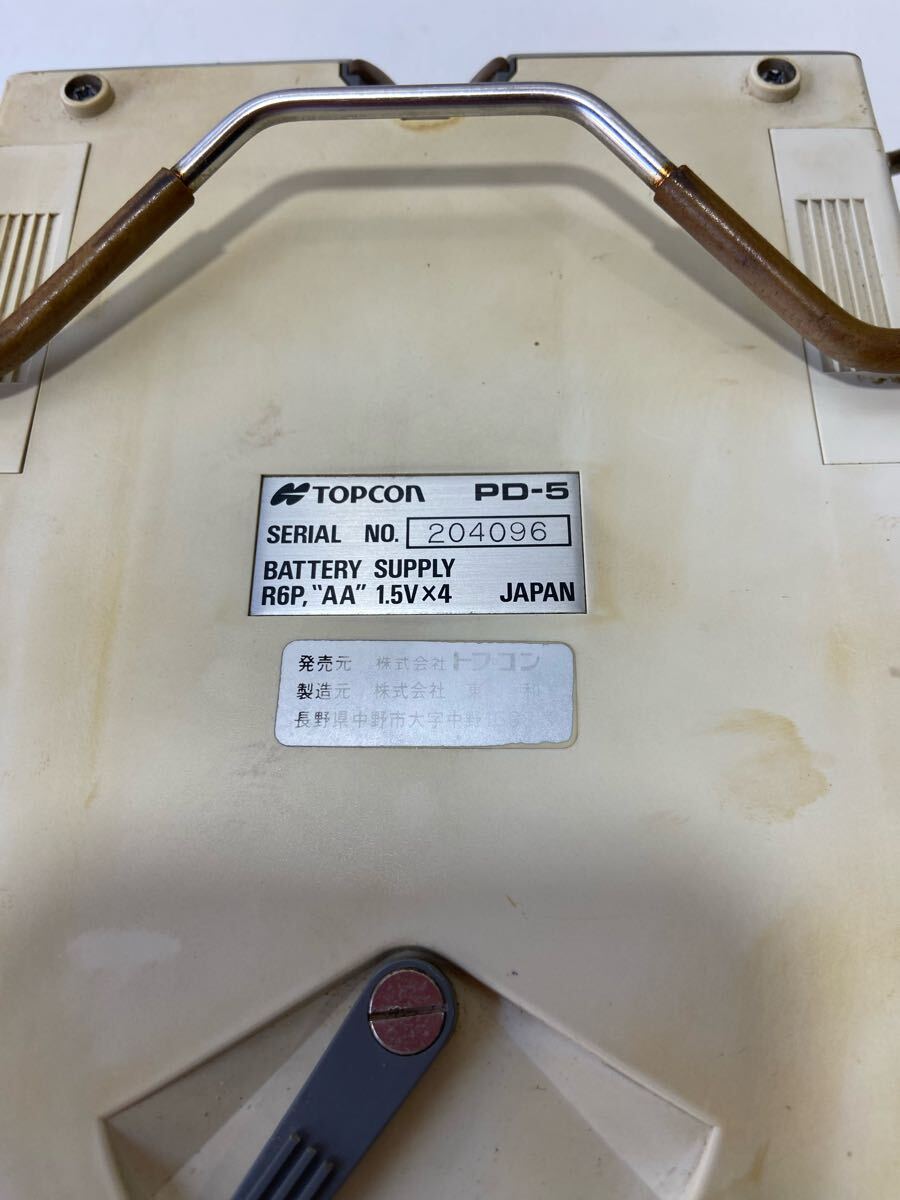 TOPCON PD-5
SERIAL NO. 204096
BATTERY SUPPLY
R6P, "AA" 1.5V×4 JAPAN
発売元 株式会社 トプコン
製造元 株式会社 東 和
長野県中野市大字中野